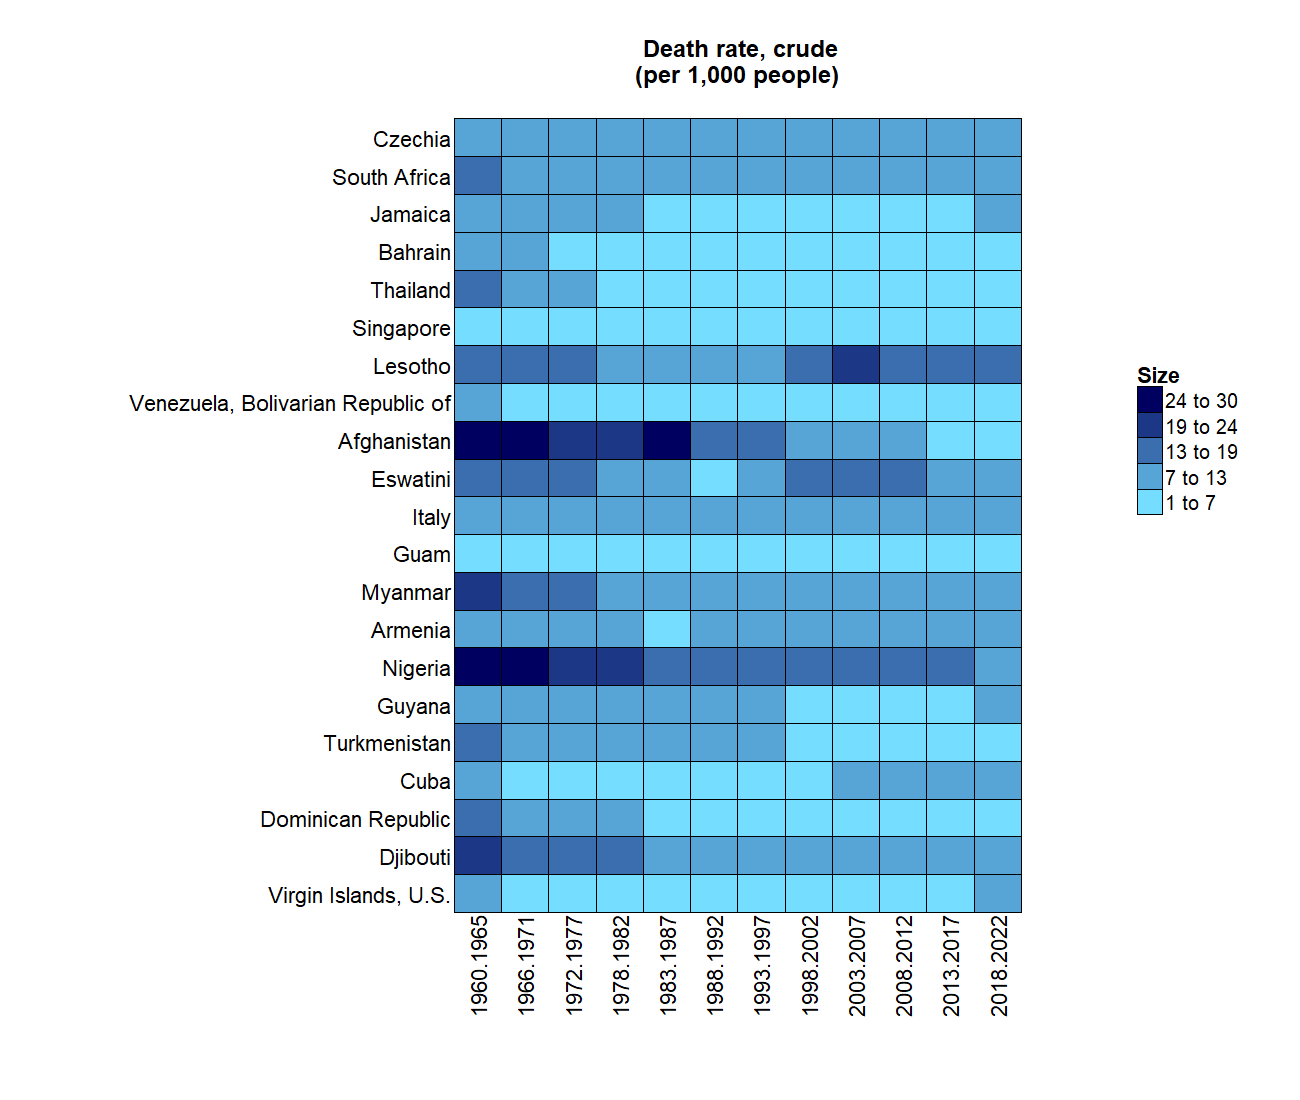 Death rate, crude
(per 1,000 people)
Czechia
South Africa
Jamaica
Bahrain
Thailand
Singapore
Lesotho
Venezuela, Bolivarian Republic of
Afghanistan
Eswatini
Italy
Guam
Myanmar
Armenia
Nigeria
Guyana
Turkmenistan
Cuba
Dominican Republic
Djibouti
Virgin Islands, U.S.
1960.1965
1966.1971
1972.1977
1978.1982
1983.1987
1988.1992
1993.1997
1998.2002
2003.2007
2008.2012
2013.2017
2018.2022
Size
24 to 30
19 to 24
13 to 19
7 to 13
1 to 7